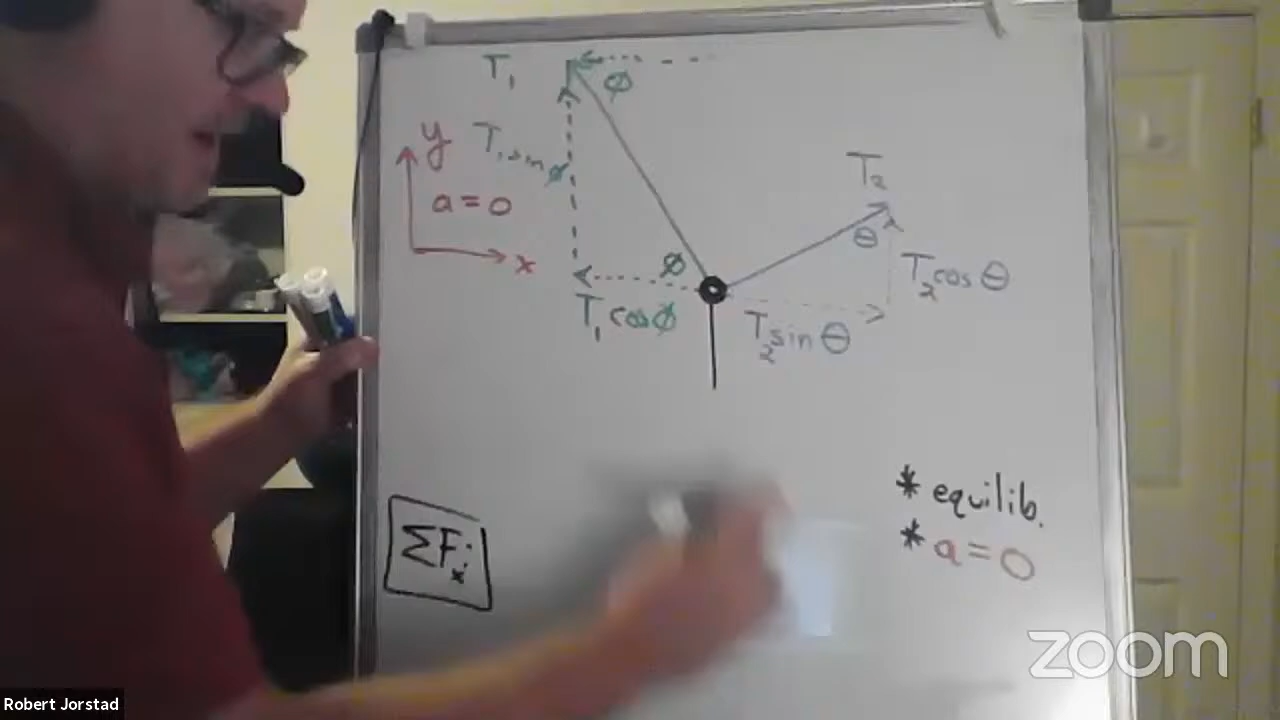 T₁
ϕ
y
T₁sinϕ
T₂
a=0
θ
ϕ
x
T₂cosθ
T₁cosϕ
T₂sinθ
* equilib.
ΣFₓ:
* a=0
zoom
Robert Jorstad